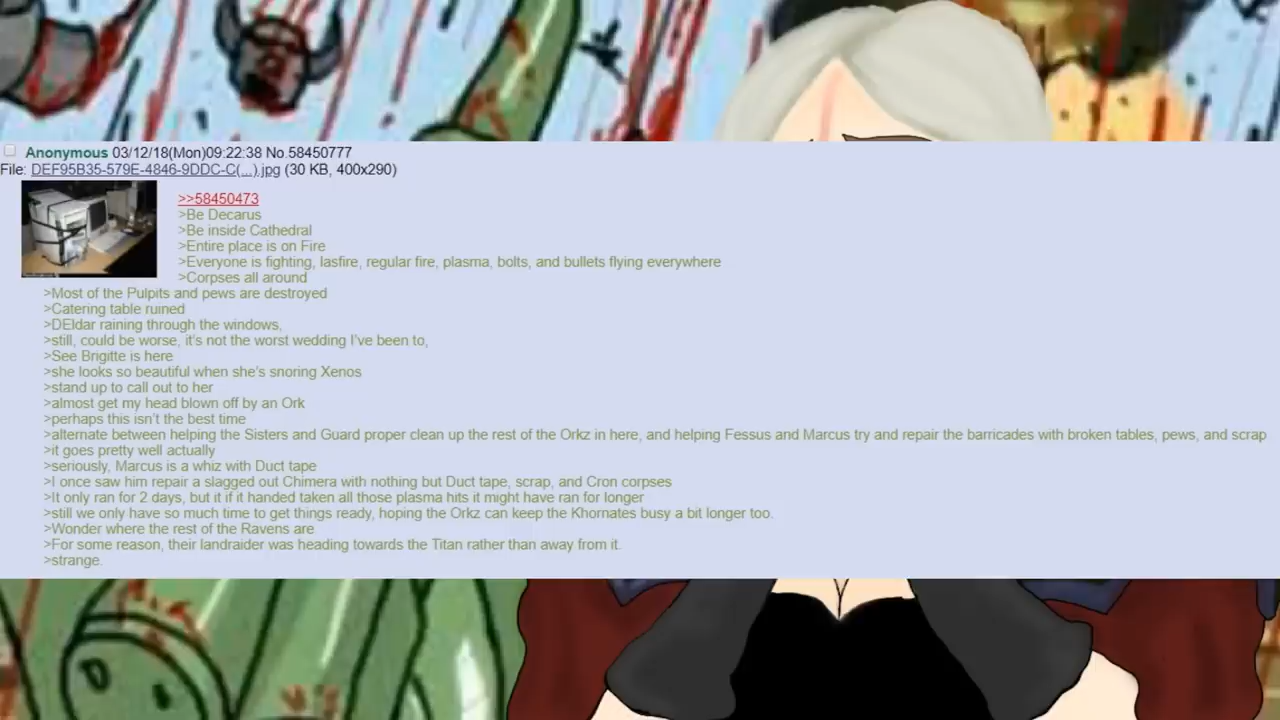 Anonymous 03/12/18(Mon)09:22:38 No.58450777
File: DEF95B35-579E-4846-9DDC-C(...).jpg (30 KB, 400x290)
>>58450473
>Be Decarus
>Be inside Cathedral
>Entire place is on Fire
>Everyone is fighting, lasfire, regular fire, plasma, bolts, and bullets flying everywhere
>Corpses all around
>Most of the Pulpits and pews are destroyed
>Catering table ruined
>DEldar raining through the windows,
>still, could be worse, it's not the worst wedding I've been to,
>See Brigitte is here
>she looks so beautiful when she's snoring Xenos
>stand up to call out to her
>almost get my head blown off by an Ork
>perhaps this isn't the best time
>alternate between helping the Sisters and Guard proper clean up the rest of the Orkz in here, and helping Fessus and Marcus try and repair the barricades with broken tables, pews, and scrap
>it goes pretty well actually
>seriously, Marcus is a whiz with Duct tape
>I once saw him repair a slagged out Chimera with nothing but Duct tape, scrap, and Cron corpses
>It only ran for 2 days, but it if it handed taken all those plasma hits it might have ran for longer
>still we only have so much time to get things ready, hoping the Orkz can keep the Khornates busy a bit longer too.
>Wonder where the rest of the Ravens are
>For some reason, their landraider was heading towards the Titan rather than away from it.
>strange.